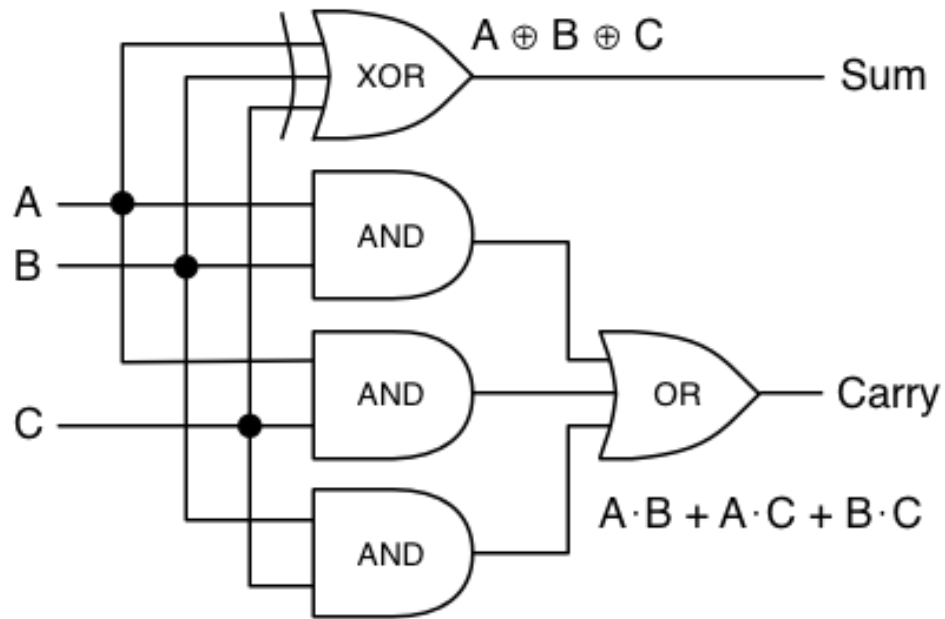 A ⊕ B ⊕ C
XOR
Sum
A
AND
B
AND
OR
Carry
C
A·B + A·C + B·C
AND